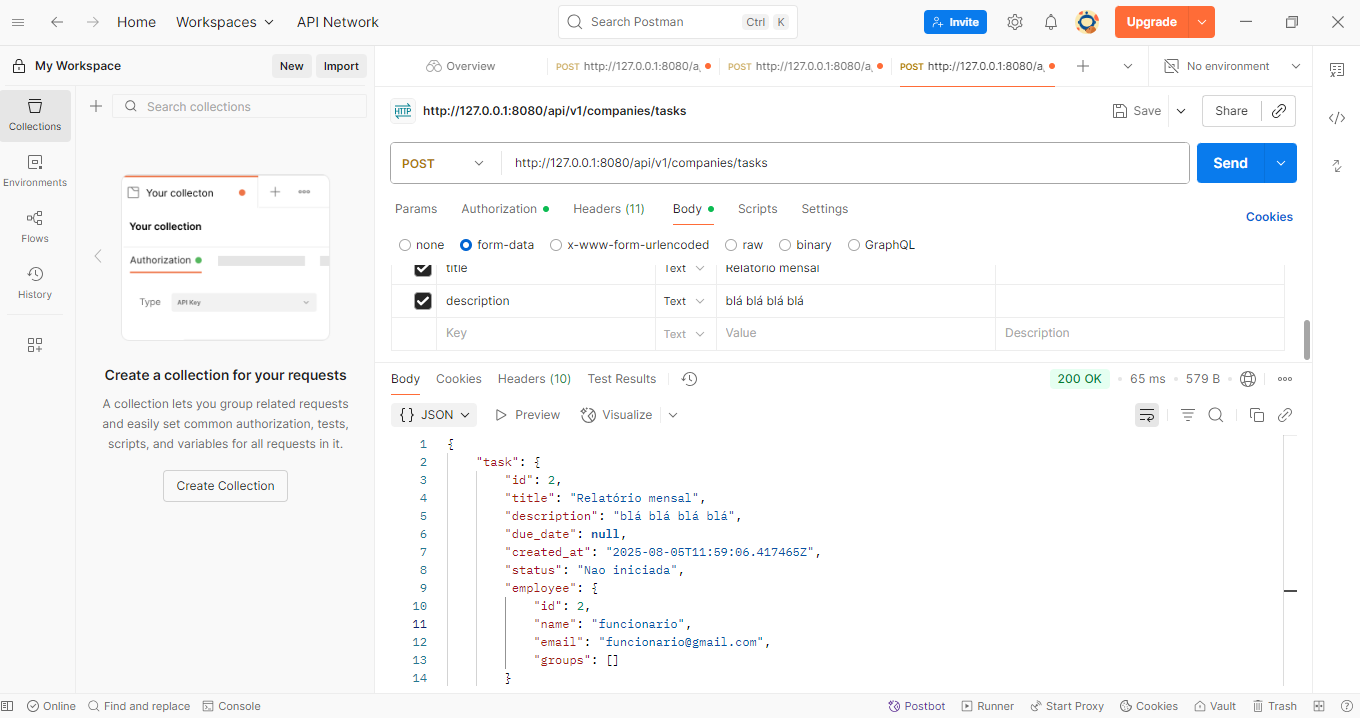 Home Workspaces API Network Search Postman Ctrl K Invite Upgrade
My Workspace New Import
Overview POST http://127.0.0.1:8080/a, POST http://127.0.0.1:8080/a, POST http://127.0.0.1:8080/a, No environment
Collections
Environments
Flows
History
Search collections
Your collecton
Your collection
Authorization
Type API Key
Create a collection for your requests
A collection lets you group related requests
and easily set common authorization, tests,
scripts, and variables for all requests in it.
Create Collection
HTTP http://127.0.0.1:8080/api/v1/companies/tasks Save Share
POST http://127.0.0.1:8080/api/v1/companies/tasks Send
Params Authorization Headers (11) Body Scripts Settings Cookies
none form-data x-www-form-urlencoded raw binary GraphQL
title Text Relatório mensal
description Text blá blá blá blá
Key Text Value Description
Body Cookies Headers (10) Test Results 200 OK • 65 ms • 579 B
{} JSON Preview Visualize
1 {
2 "task": {
3 "id": 2,
4 "title": "Relatório mensal",
5 "description": "blá blá blá blá",
6 "due_date": null,
7 "created_at": "2025-08-05T11:59:06.417465Z",
8 "status": "Nao iniciada",
9 "employee": {
10 "id": 2,
11 "name": "funcionario",
12 "email": "funcionario@gmail.com",
13 "groups": []
14 }
Online Find and replace Console Postbot Runner Start Proxy Cookies Vault Trash